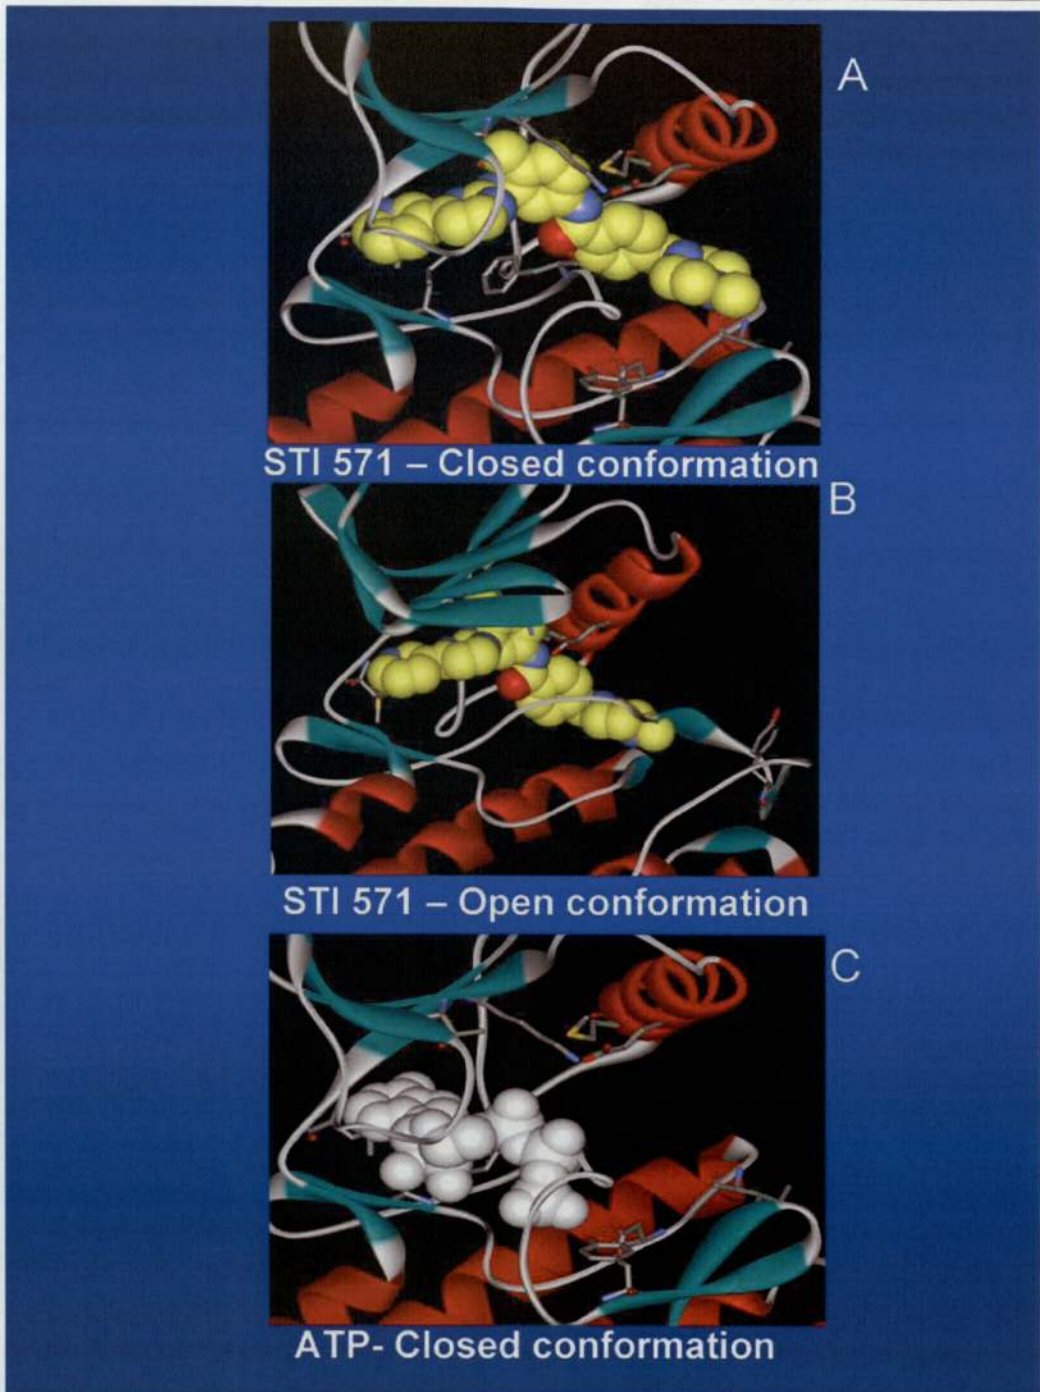 A
STI 571 – Closed conformation
B
STI 571 – Open conformation
C
ATP- Closed conformation